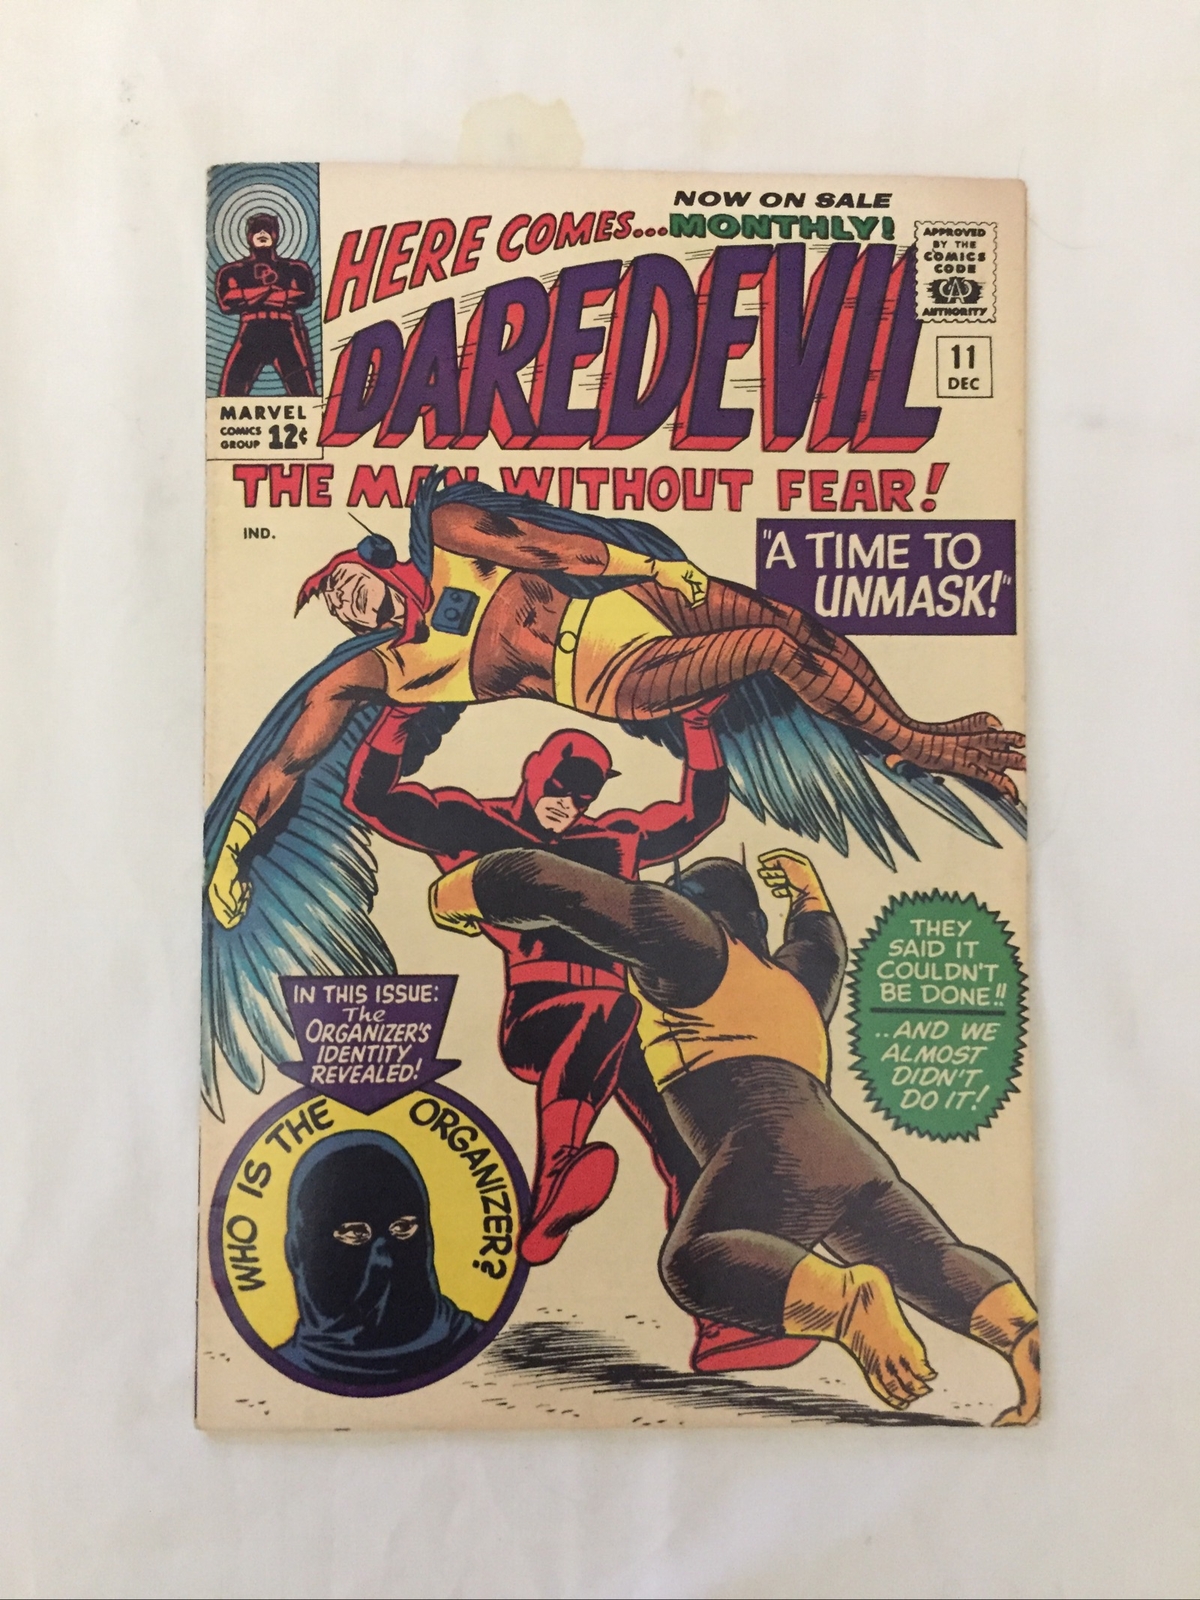 NOW ON SALE
HERE COMES...MONTHLY!
DAREDEVIL
THE MAN WITHOUT FEAR!
APPROVED
BY THE
COMICS
CODE
CA
AUTHORITY
11
DEC
DD
MARVEL
COMICS
GROUP 12¢
IND.
"A TIME TO
UNMASK!"
THEY
SAID IT
COULDN'T
BE DONE!!
...AND WE
ALMOST
DIDN'T
DO IT!
IN THIS ISSUE:
The
ORGANIZER'S
IDENTITY
REVEALED!
WHO IS THE ORGANIZER?